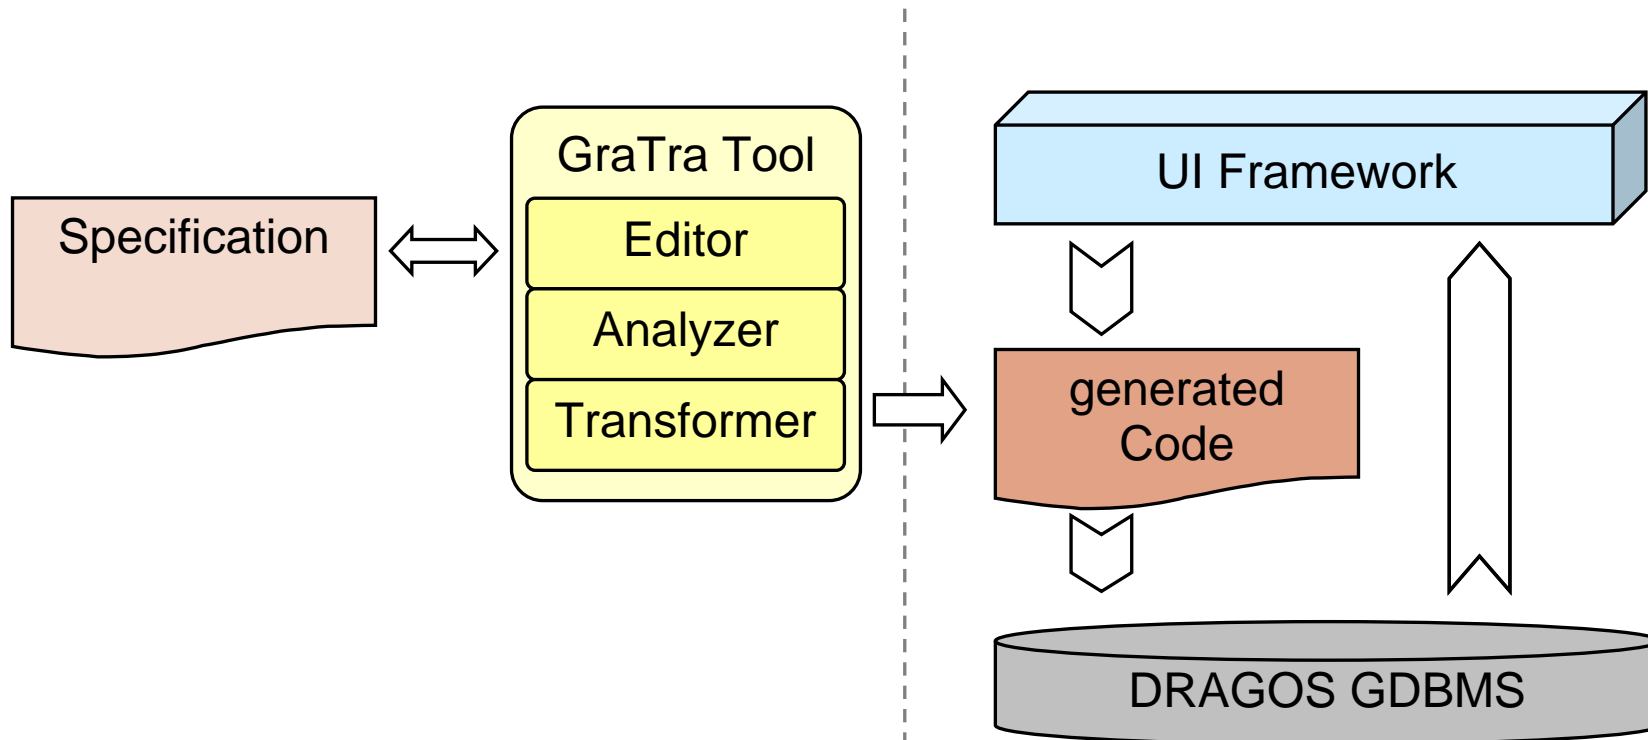 Specification
GraTra Tool
Editor
Analyzer
Transformer
UI Framework
generated
Code
DRAGOS GDBMS